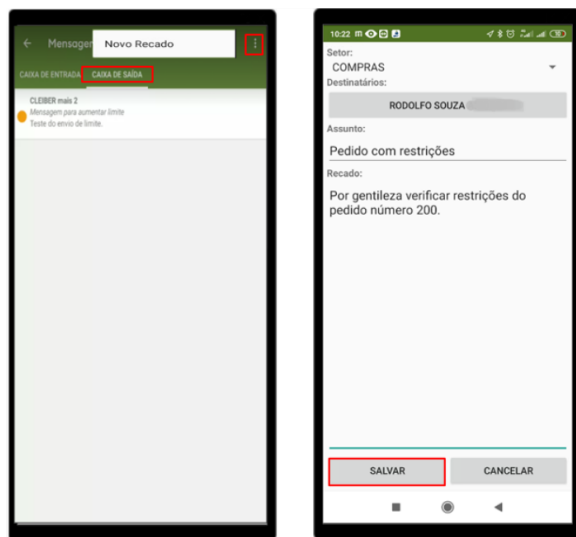 Mensagen
Novo Recado
CAIXA DE ENTRADA CAIXA DE SAÍDA
CLEIBER mais 2
Mensagem para aumentar limite
Teste do envio de limite.
10:22
Setor:
COMPRAS
Destinatários:
RODOLFO SOUZA
Assunto:
Pedido com restrições
Recado:
Por gentileza verificar restrições do
pedido número 200.
SALVAR CANCELAR